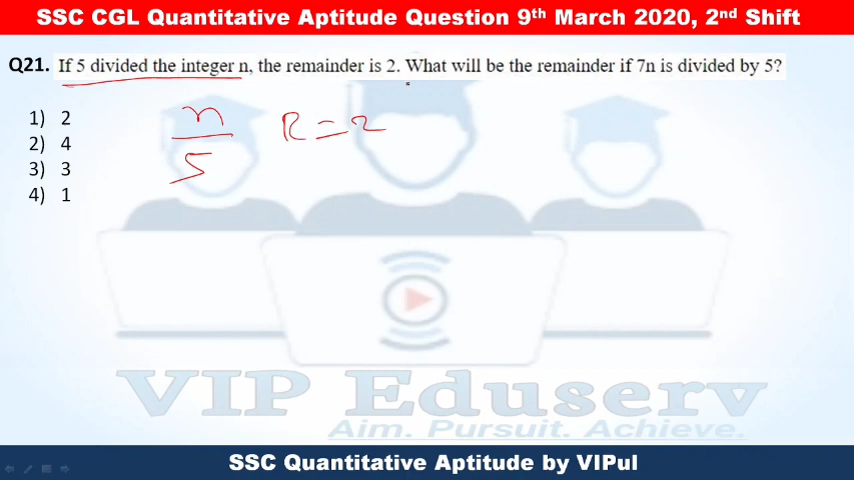 SSC CGL Quantitative Aptitude Question 9th March 2020, 2nd Shift
Q21. If 5 divided the integer n, the remainder is 2. What will be the remainder if 7n is divided by 5?
n
R=2
1) 2
5
2) 4
3) 3
4) 1
VIP Eduserv
Aim. Pursuit. Achieve.
SSC Quantitative Aptitude by VIPul